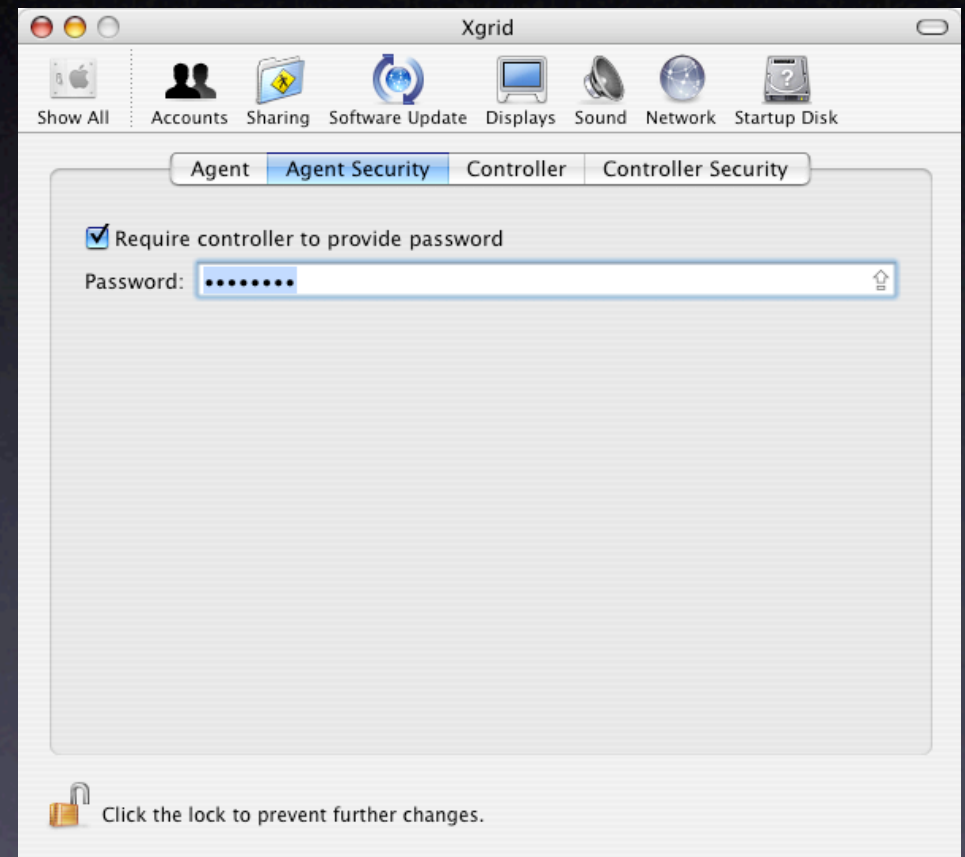 Xgrid
Show All Accounts Sharing Software Update Displays Sound Network Startup Disk
Agent Agent Security Controller Controller Security
Require controller to provide password
Password: ••••••••
Click the lock to prevent further changes.